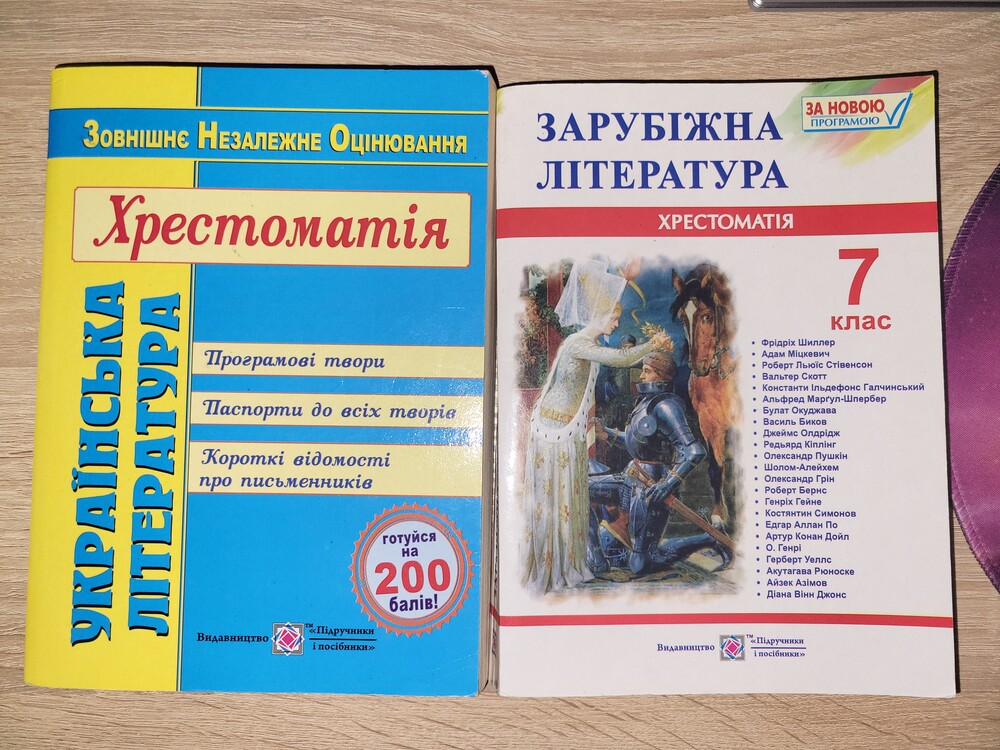 Зовнішнє Незалежне Оцінювання
Хрестоматія
УКРАЇНСЬКА
ЛІТЕРАТУРА
Програмові твори
Паспорти до всіх творів
Короткі відомості
про письменників
готуйся
на
200
балів!
Видавництво
TM
«Підручники
і посібники»
ЗА НОВОЮ
ПРОГРАМОЮ
ЗАРУБІЖНА
ЛІТЕРАТУРА
ХРЕСТОМАТІЯ
7
клас
• Фрідріх Шиллер
• Адам Міцкевич
• Роберт Льюїс Стівенсон
• Вальтер Скотт
• Константи Ільдефонс Галчинський
• Альфред Марґул-Шпербер
• Булат Окуджава
• Василь Биков
• Джеймс Олдрідж
• Редьярд Кіплінг
• Олександр Пушкін
• Шолом-Алейхем
• Олександр Грін
• Роберт Бернс
• Генріх Гейне
• Костянтин Симонов
• Едгар Аллан По
• Артур Конан Дойл
• О. Генрі
• Герберт Уеллс
• Акутагава Рюноске
• Айзек Азімов
• Діана Вінн Джонс
Видавництво
TM
«Підручники
і посібники»